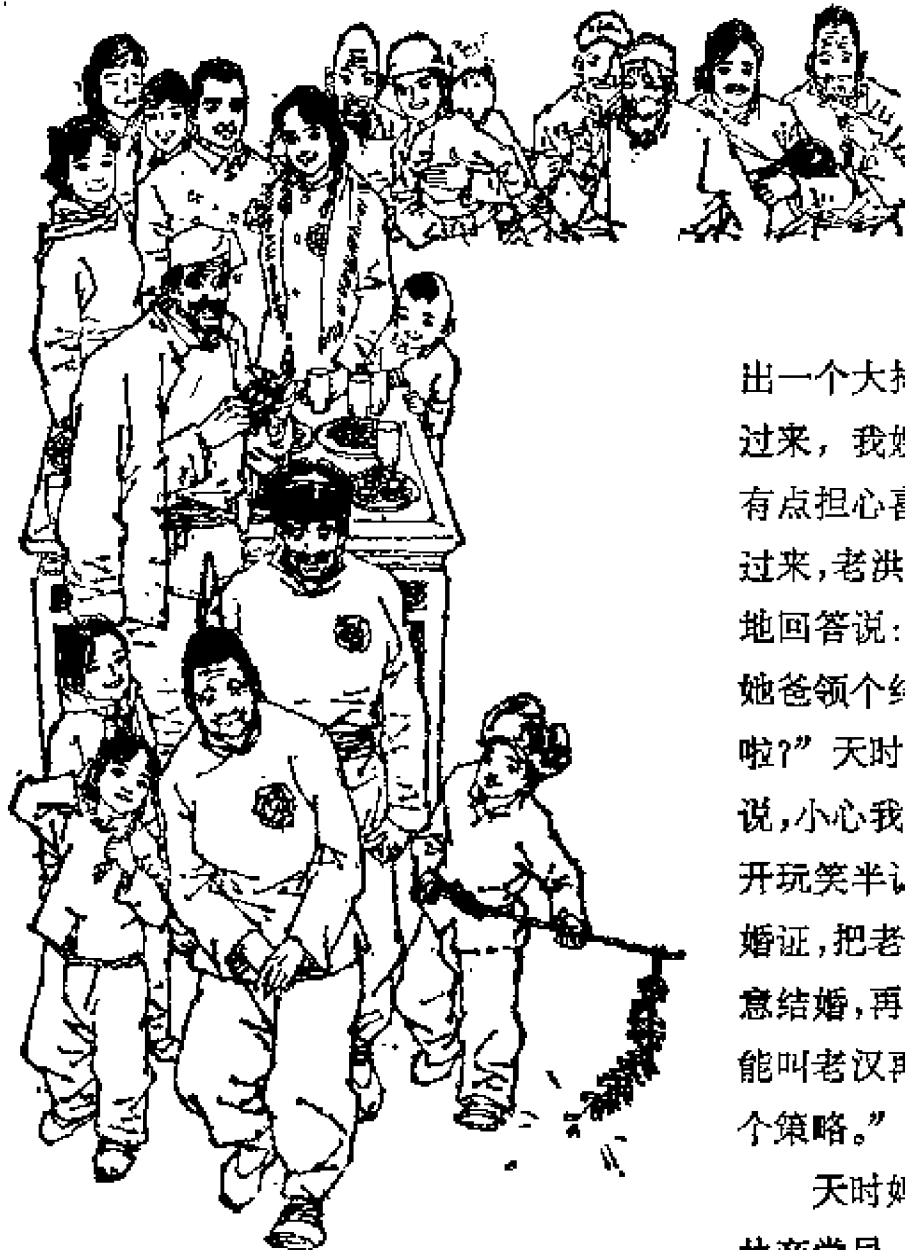 出一个大
过来，我
有点担心
过来，老洪
地回答说：
她爸领个
啦？”天时
说，小心我
开玩笑半
婚证，把老
意结婚，再
能叫老汉再
个策略。”
天时妈